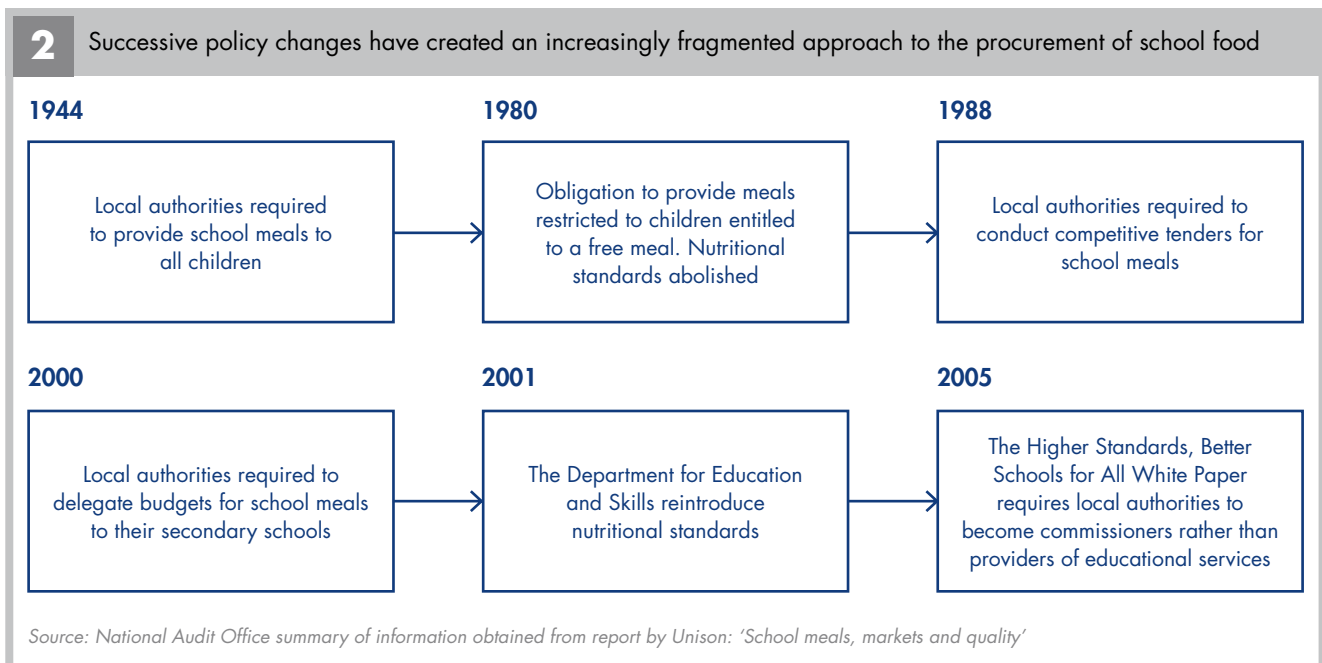 2 Successive policy changes have created an increasingly fragmented approach to the procurement of school food
1944
Local authorities required
to provide school meals to
all children
1980
Obligation to provide meals
restricted to children entitled
to a free meal. Nutritional
standards abolished
1988
Local authorities required to
conduct competitive tenders for
school meals
2000
Local authorities required to
delegate budgets for school meals
to their secondary schools
2001
The Department for Education
and Skills reintroduce
nutritional standards
2005
The Higher Standards, Better
Schools for All White Paper
requires local authorities to
become commissioners rather than
providers of educational services
Source: National Audit Office summary of information obtained from report by Unison: ‘School meals, markets and quality’